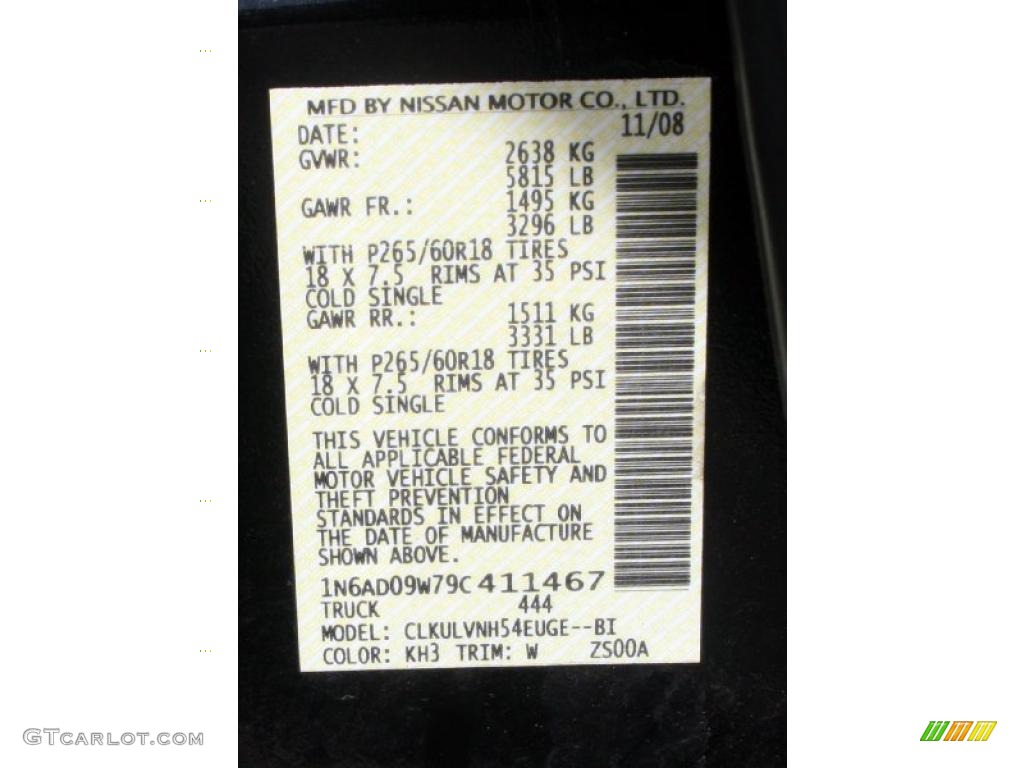 MFD BY NISSAN MOTOR CO., LTD.
DATE: 11/08
GVWR: 2638 KG
5815 LB
GAWR FR.: 1495 KG
3296 LB
WITH P265/60R18 TIRES
18 X 7.5 RIMS AT 35 PSI
COLD SINGLE
GAWR RR.: 1511 KG
3331 LB
WITH P265/60R18 TIRES
18 X 7.5 RIMS AT 35 PSI
COLD SINGLE
THIS VEHICLE CONFORMS TO
ALL APPLICABLE FEDERAL
MOTOR VEHICLE SAFETY AND
THEFT PREVENTION
STANDARDS IN EFFECT ON
THE DATE OF MANUFACTURE
SHOWN ABOVE.
1N6AD09W79C411467
TRUCK 444
MODEL: CLKULVNH54EUGE--BI
COLOR: KH3 TRIM: W ZS00A
GTCARLOT.COM